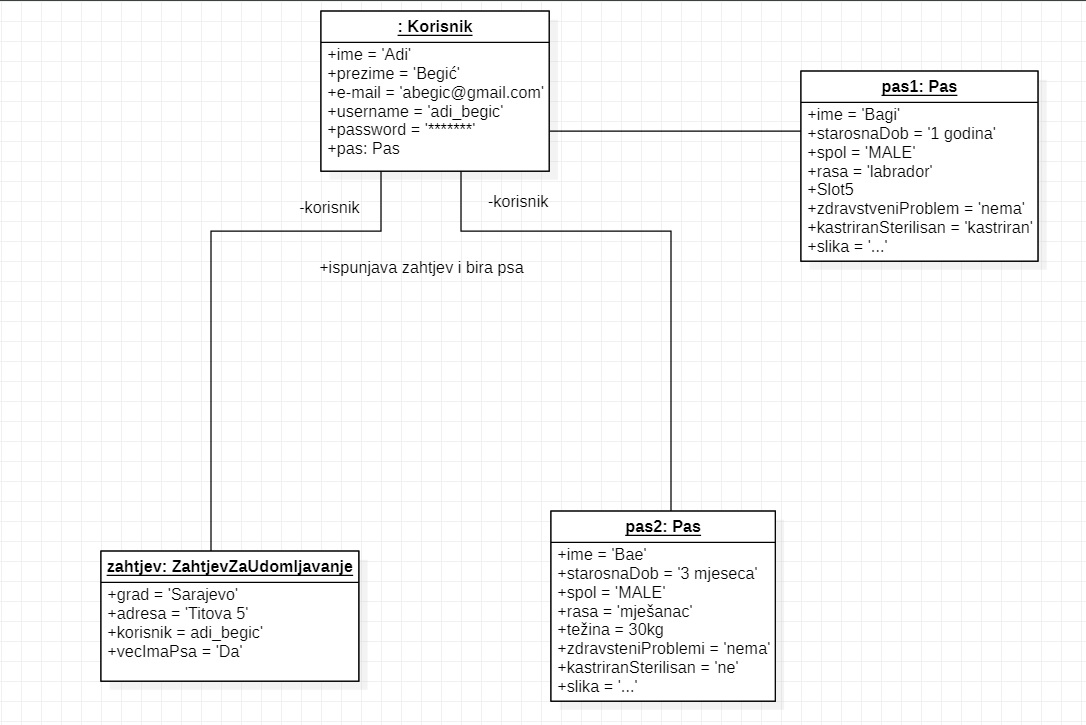 : Korisnik
+ime = 'Adi'
+prezime = 'Begić'
+e-mail = 'abegic@gmail.com'
+username = 'adi_begic'
+password = '*******'
+pas: Pas
pas1: Pas
+ime = 'Bagi'
+starosnaDob = '1 godina'
+spol = 'MALE'
+rasa = 'labrador'
+Slot5
+zdravstveniProblem = 'nema'
+kastriranSterilisan = 'kastriran'
+slika = '...'
-korisnik
-korisnik
+ispunjava zahtjev i bira psa
zahtjev: ZahtjevZaUdomljavanje
+grad = 'Sarajevo'
+adresa = 'Titova 5'
+korisnik = adi_begic'
+vecImaPsa = 'Da'
pas2: Pas
+ime = 'Bae'
+starosnaDob = '3 mjeseca'
+spol = 'MALE'
+rasa = 'mješanac'
+težina = 30kg
+zdravsteniProblemi = 'nema'
+kastriranSterilisan = 'ne'
+slika = '...'